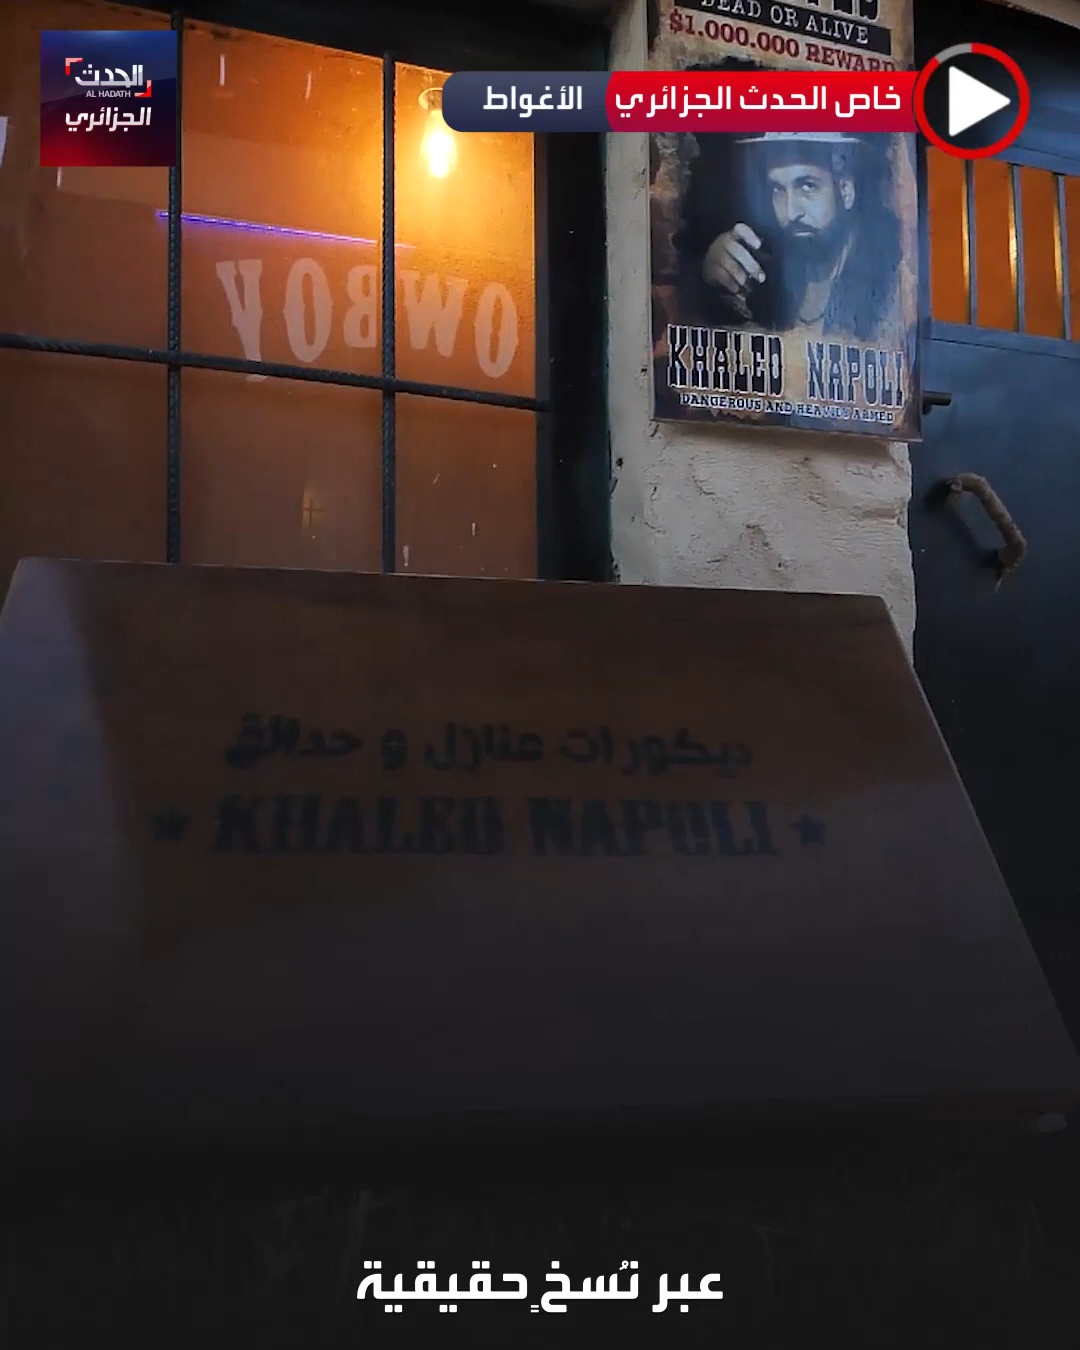 DEAD OR ALIVE
$1.000.000 REWARD
الحدث
AL HADATH
الجزائري
خاص الحدث الجزائري الأغواط
OWBOY
KHALED NAPOLI
DANGEROUS AND HEAVILY ARMED
ديكورات منازل و حدائق
★ KHALED NAPOLI ★
عبر نُسخٍ حقيقية